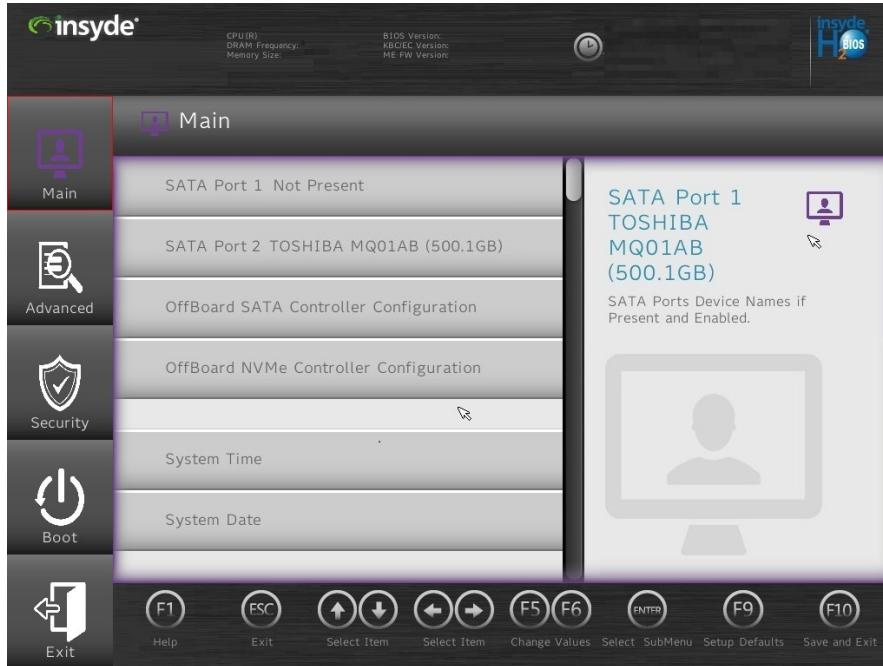 insyde
CPU(R)
DRAM Frequency:
Memory Size:
BIOS Version:
KBC/EC Version:
ME FW Version:
insyde
H2O BIOS
Main
Main
SATA Port 1 Not Present
SATA Port 2 TOSHIBA MQ01AB (500.1GB)
OffBoard SATA Controller Configuration
OffBoard NVMe Controller Configuration
System Time
System Date
SATA Port 1
TOSHIBA
MQ01AB
(500.1GB)
SATA Ports Device Names if
Present and Enabled.
Advanced
Security
Boot
Exit
F1
Help
ESC
Exit
Select Item
Select Item
F5 F6
Change Values
ENTER
Select SubMenu
F9
Setup Defaults
F10
Save and Exit